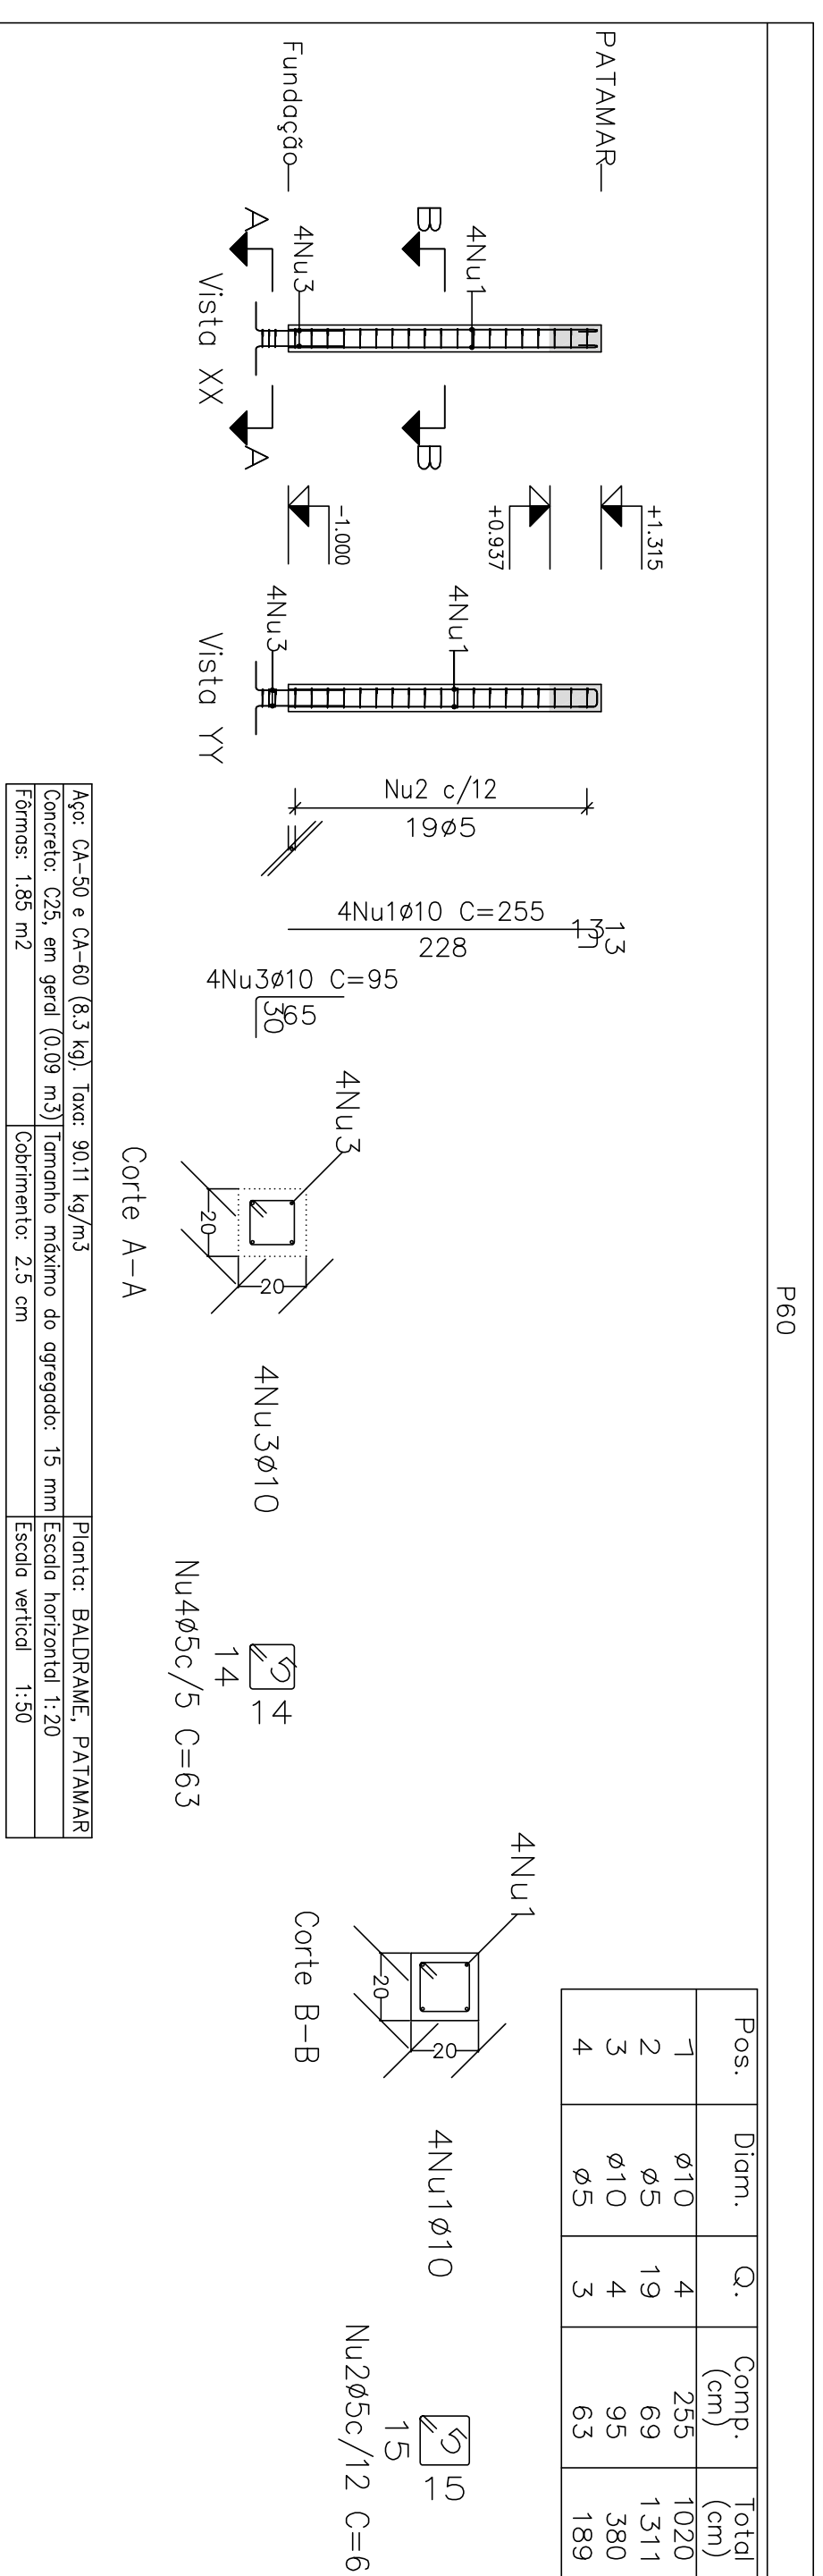 P60
PATAMAR
Fundação
A
A
B
B
4Nu3
4Nu1
Vista XX
+1.315
+0.937
-1.000
4Nu1
4Nu3
Vista YY
Nu2 c/12
19ø5
4Nu1ø10 C=255
228
13
13
4Nu3ø10 C=95
65
30
4Nu3
20
20
Corte A-A
4Nu3ø10
5
14
14
Nu4ø5c/5 C=63
4Nu1
20
20
Corte B-B
4Nu1ø10
5
15
15
Nu2ø5c/12 C=6
Pos. Diam. Q. Comp. (cm) Total (cm)
1 ø10 4 255 1020
2 ø5 19 69 1311
3 ø10 4 95 380
4 ø5 3 63 189
Aço: CA-50 e CA-60 (8.3 kg). Taxa: 90.11 kg/m3 Planta: BALDRAME, PATAMAR
Concreto: C25, em geral (0.09 m3) Tamanho máximo do agregado: 15 mm Escala horizontal 1:20
Fôrmas: 1.85 m2 Cobrimento: 2.5 cm Escala vertical 1:50